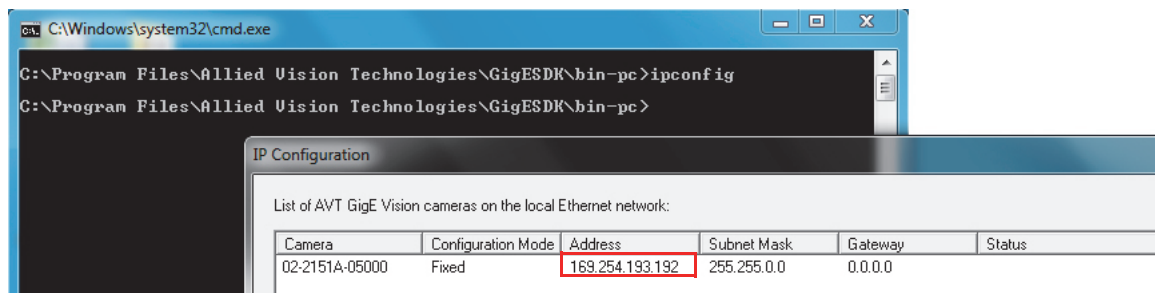 C:\Windows\system32\cmd.exe
C:\Program Files\Allied Vision Technologies\GigESDK\bin-pc>ipconfig
C:\Program Files\Allied Vision Technologies\GigESDK\bin-pc>
IP Configuration
List of AVT GigE Vision cameras on the local Ethernet network:
Camera Configuration Mode Address Subnet Mask Gateway Status
02-2151A-05000 Fixed 169.254.193.192 255.255.0.0 0.0.0.0